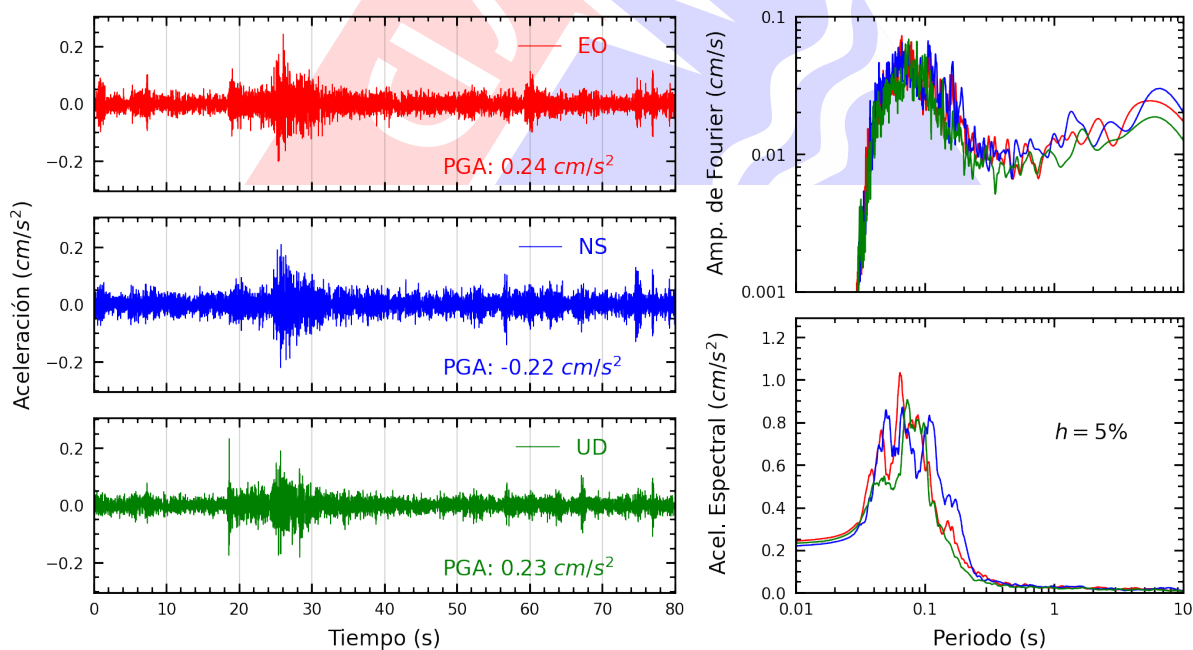 Aceleración (cm/s²)
0.2
0.0
−0.2
EO
PGA: 0.24 cm/s²
0.2
0.0
−0.2
NS
PGA: -0.22 cm/s²
0.2
0.0
−0.2
UD
PGA: 0.23 cm/s²
0 10 20 30 40 50 60 70 80
Tiempo (s)
Amp. de Fourier (cm/s)
0.1
0.01
0.001
Acel. Espectral (cm/s²)
1.2
1.0
0.8
0.6
0.4
0.2
0.0
h = 5%
0.01 0.1 1 10
Periodo (s)